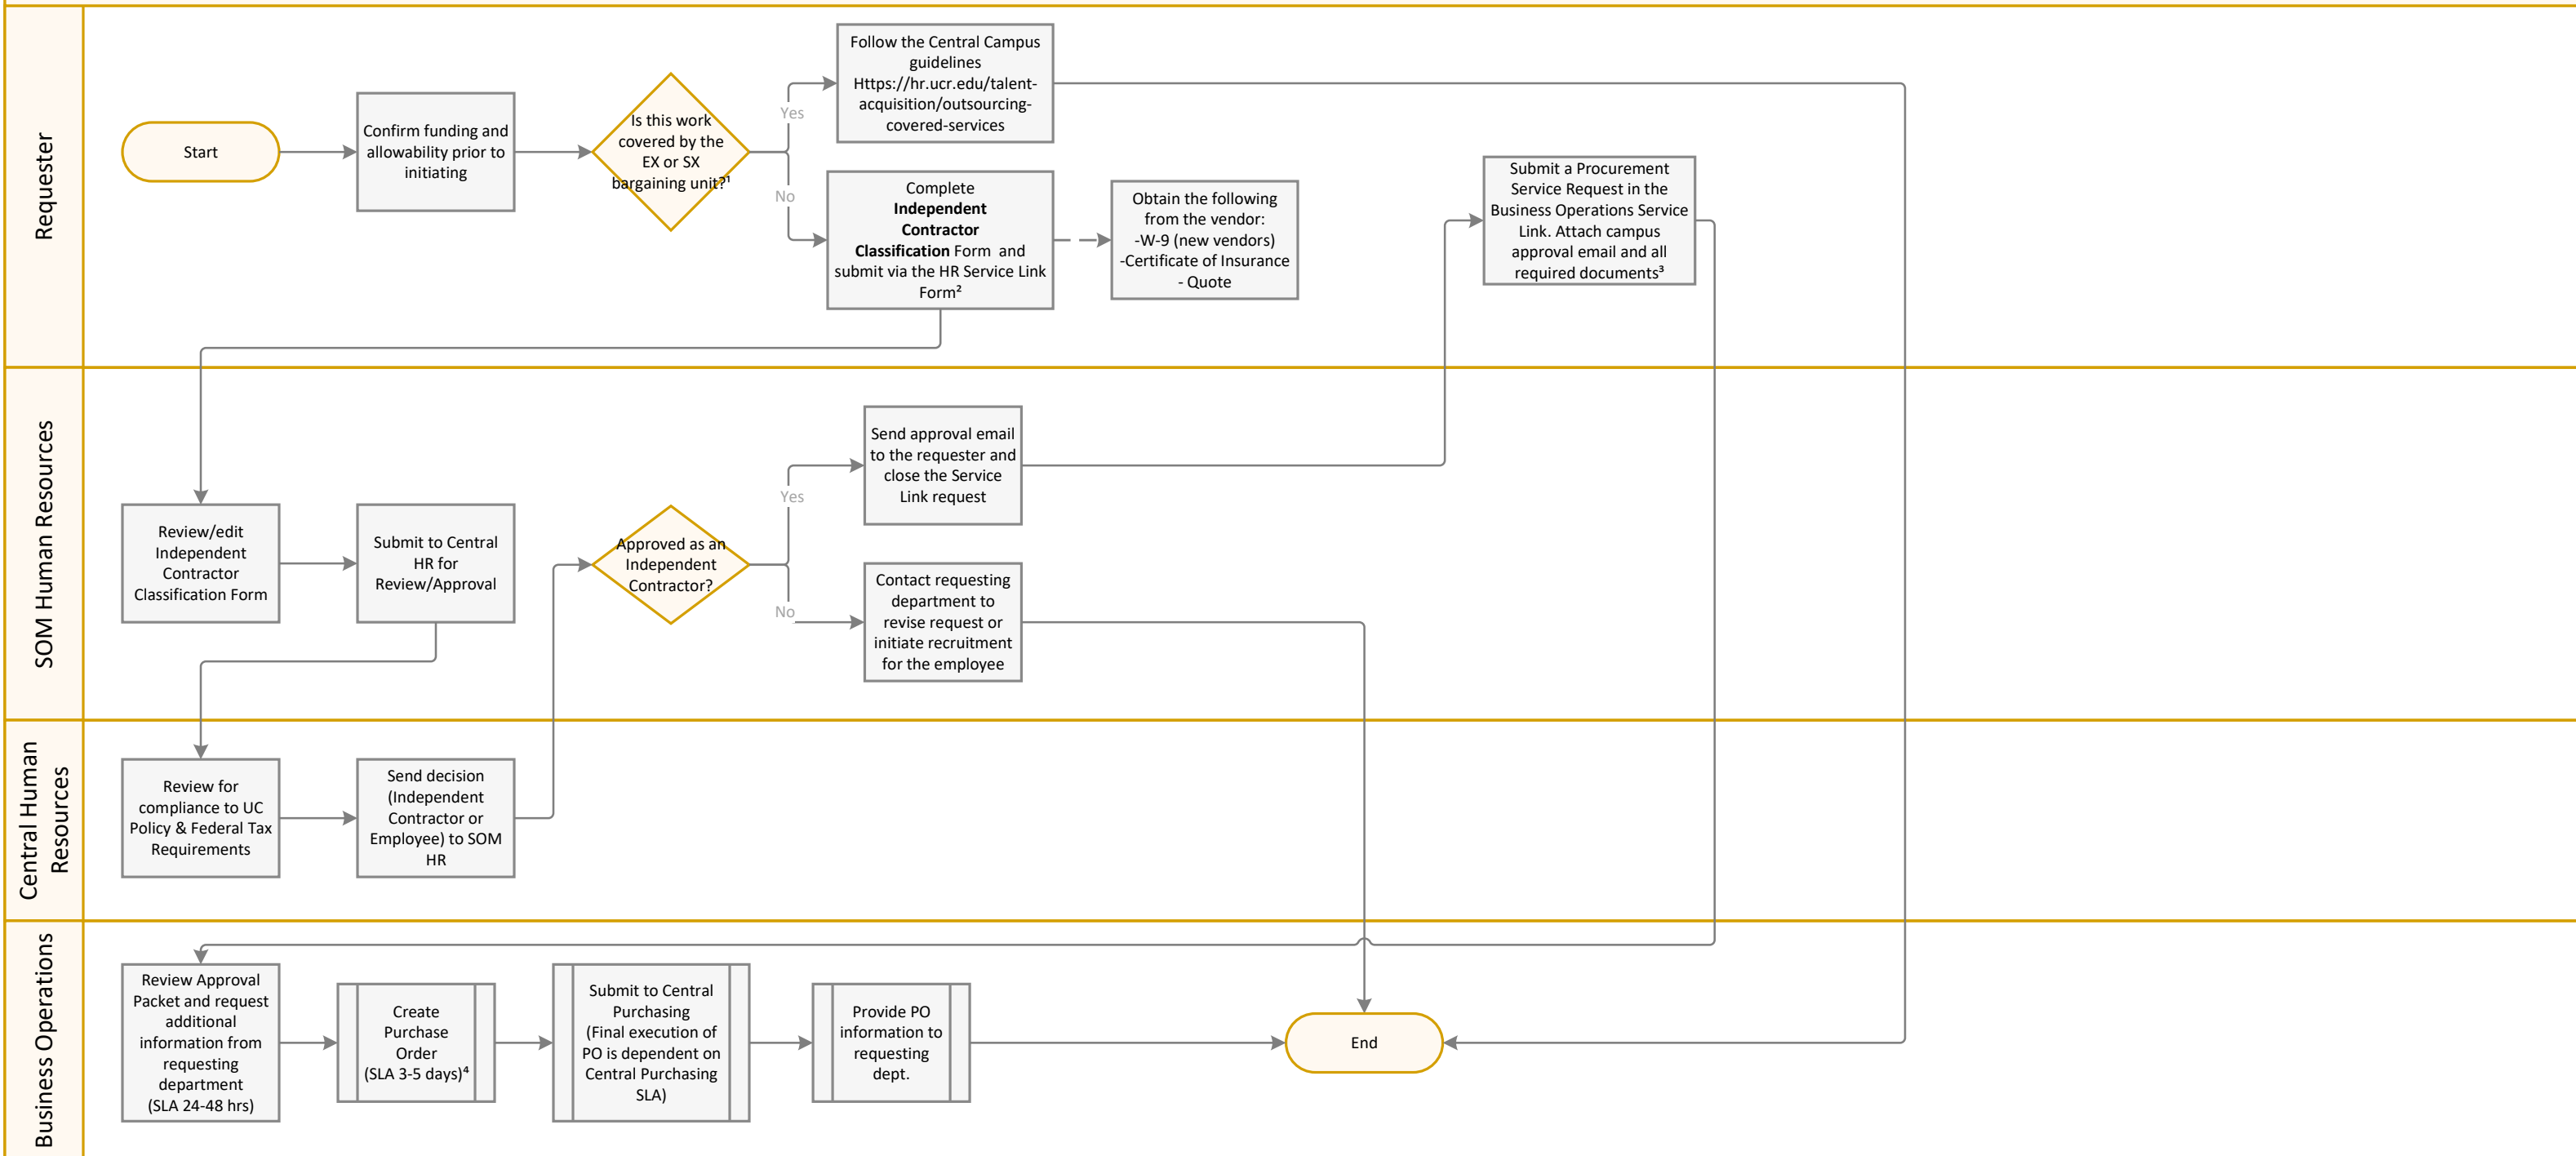 Requester
Start
Confirm funding and
allowability prior to
initiating
Is this work
covered by the
EX or SX
bargaining unit?¹
Yes
No
Follow the Central Campus
guidelines
Https://hr.ucr.edu/talent-
acquisition/outsourcing-
covered-services
Complete
Independent
Contractor
Classification Form and
submit via the HR Service Link
Form²
Obtain the following
from the vendor:
-W-9 (new vendors)
-Certificate of Insurance
- Quote
Submit a Procurement
Service Request in the
Business Operations Service
Link. Attach campus
approval email and all
required documents³
SOM Human Resources
Review/edit
Independent
Contractor
Classification Form
Submit to Central
HR for
Review/Approval
Approved as an
Independent
Contractor?
Yes
No
Send approval email
to the requester and
close the Service
Link request
Contact requesting
department to
revise request or
initiate recruitment
for the employee
Central Human
Resources
Review for
compliance to UC
Policy & Federal Tax
Requirements
Send decision
(Independent
Contractor or
Employee) to SOM
HR
Business Operations
Review Approval
Packet and request
additional
information from
requesting
department
(SLA 24-48 hrs)
Create
Purchase
Order
(SLA 3-5 days)⁴
Submit to Central
Purchasing
(Final execution of
PO is dependent on
Central Purchasing
SLA)
Provide PO
information to
requesting
dept.
End